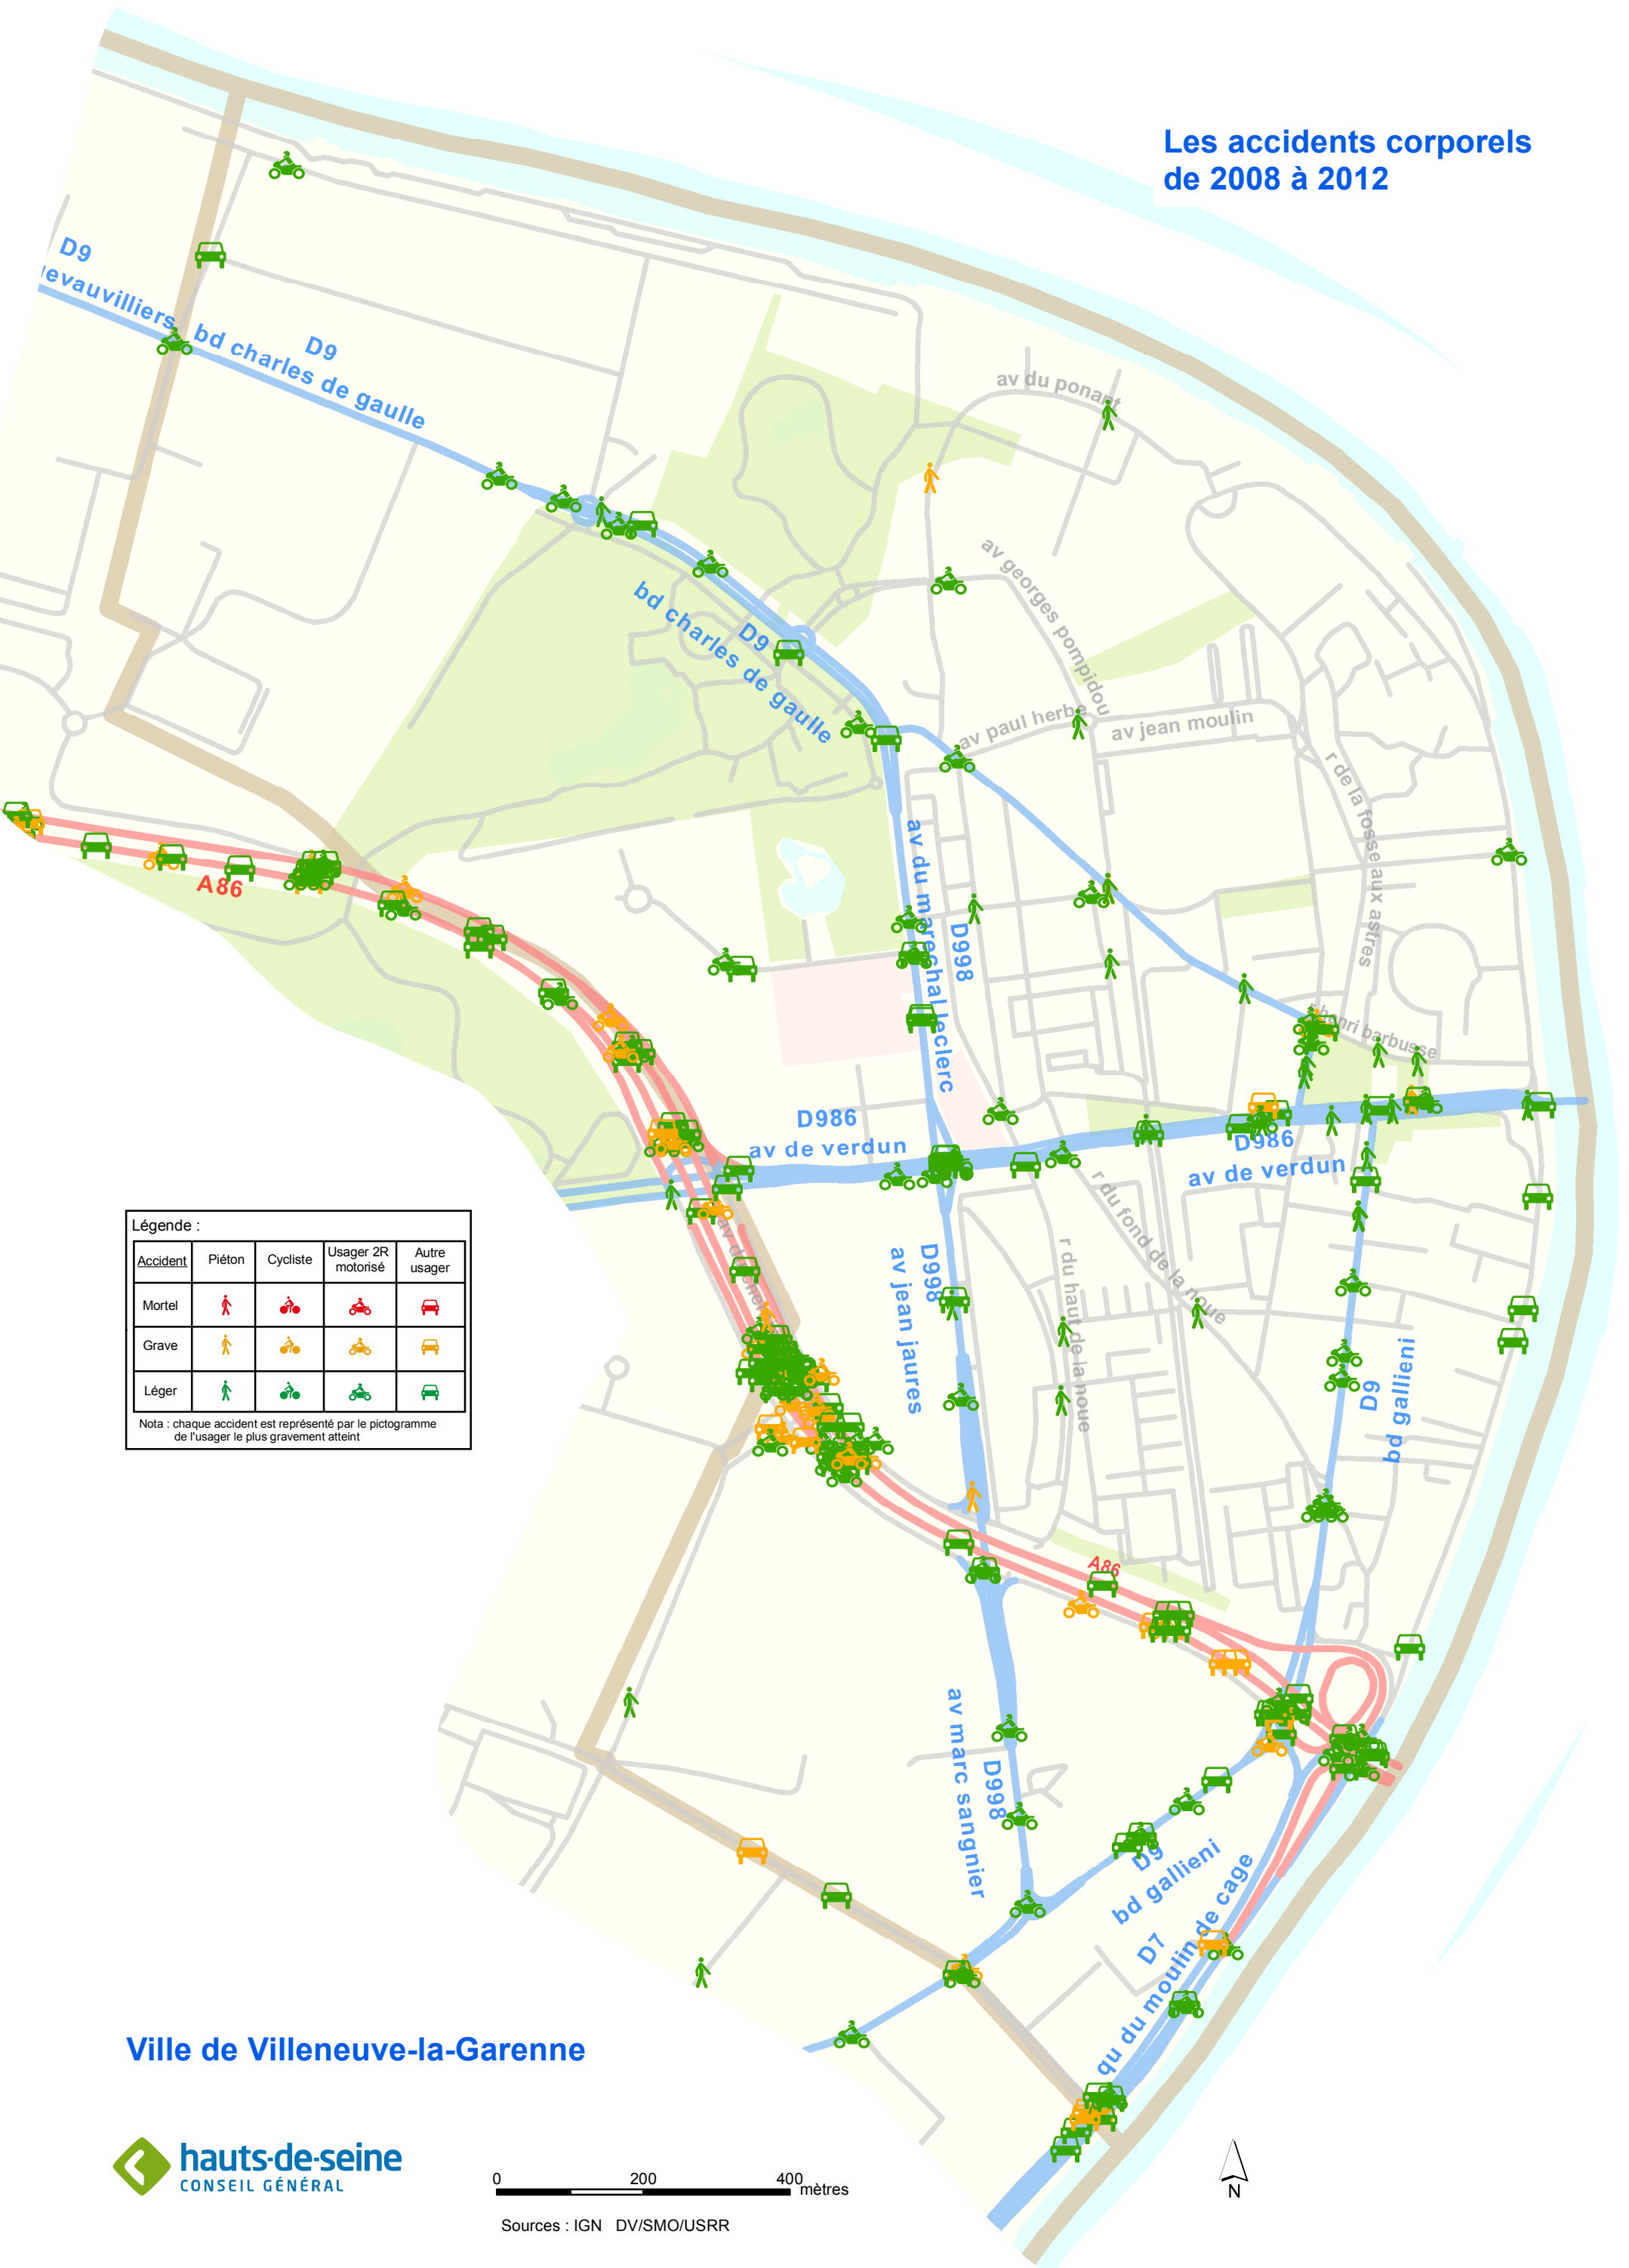 Les accidents corporels
de 2008 à 2012
D9
evauvilliers
D9
bd charles de gaulle
av du ponant
av georges pompidou
D9
bd charles de gaulle
av paul herbe
av jean moulin
r de la fosse aux astres
A86
av du marechal leclerc
D998
r henri barbusse
D986
av de verdun
D986
av de verdun
r du fond de la noue
D998
av jean jaures
r du haut de la noue
D9
bd gallieni
Légende :
Accident
Piéton
Cycliste
Usager 2R
motorisé
Autre
usager
Mortel
Grave
Léger
Nota : chaque accident est représenté par le pictogramme
de l'usager le plus gravement atteint
A86
av marc sangnier
D998
D9
bd gallieni
D7
qu du moulin de cage
Ville de Villeneuve-la-Garenne
hauts-de-seine
CONSEIL GÉNÉRAL
0 200 400
mètres
Sources : IGN DV/SMO/USRR
N